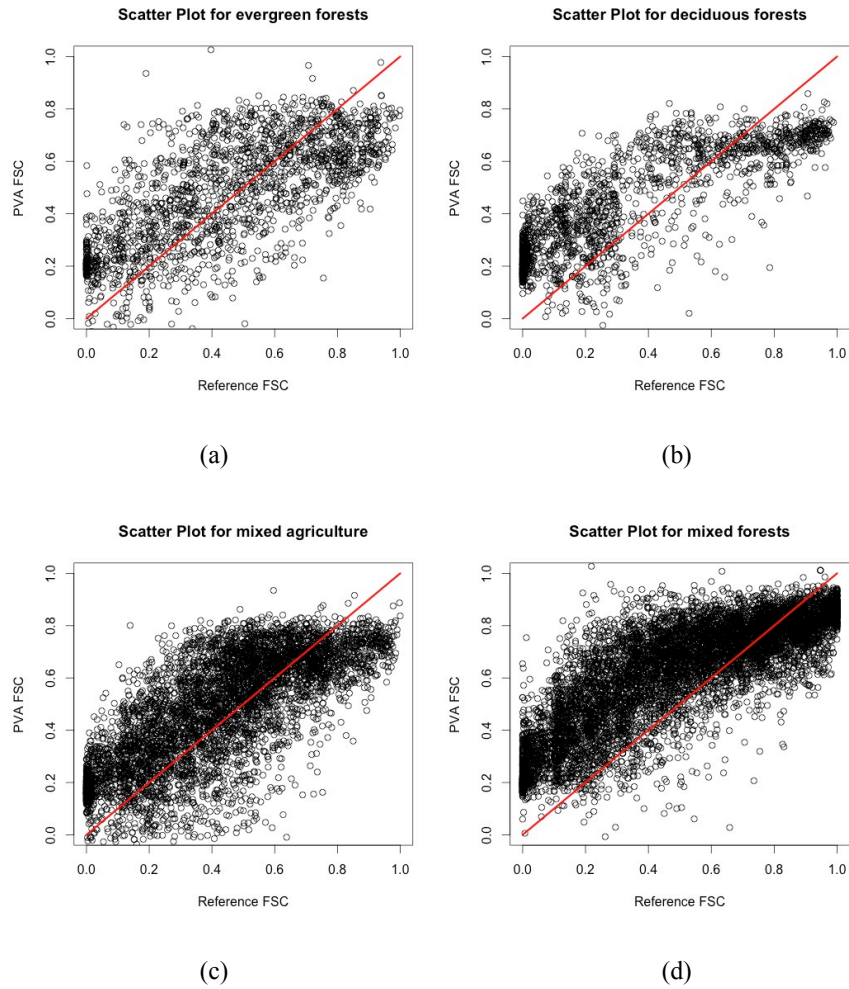 Scatter Plot for evergreen forests
PVA FSC
1.0
0.8
0.6
0.4
0.2
0.0
0.0 0.2 0.4 0.6 0.8 1.0
Reference FSC
(a)
Scatter Plot for deciduous forests
PVA FSC
1.0
0.8
0.6
0.4
0.2
0.0
0.0 0.2 0.4 0.6 0.8 1.0
Reference FSC
(b)
Scatter Plot for mixed agriculture
PVA FSC
1.0
0.8
0.6
0.4
0.2
0.0
0.0 0.2 0.4 0.6 0.8 1.0
Reference FSC
(c)
Scatter Plot for mixed forests
PVA FSC
1.0
0.8
0.6
0.4
0.2
0.0
0.0 0.2 0.4 0.6 0.8 1.0
Reference FSC
(d)